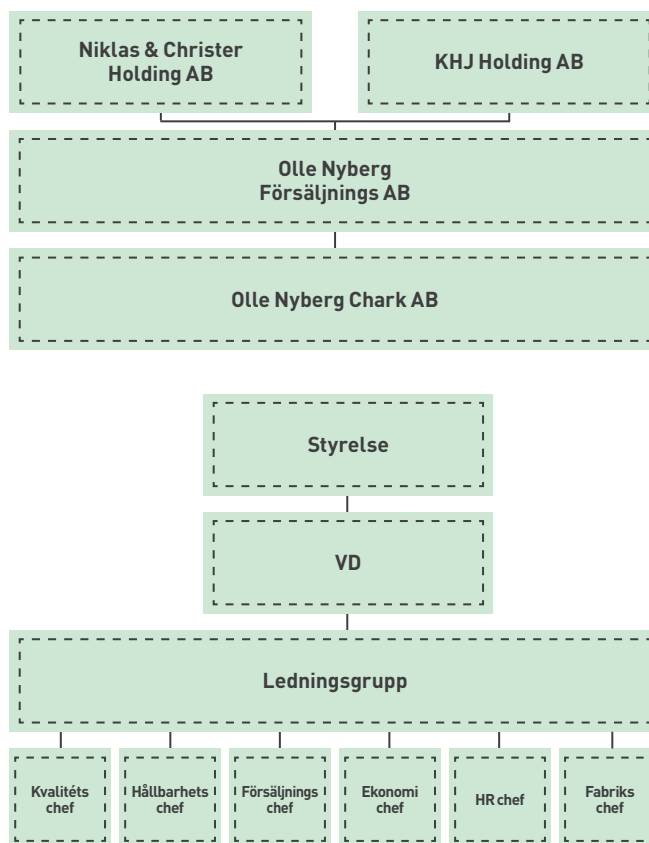 Niklas & Christer
Holding AB
KHJ Holding AB
Olle Nyberg
Försäljnings AB
Olle Nyberg Chark AB
Styrelse
VD
Ledningsgrupp
Kvalitéts
chef
Hållbarhets
chef
Försäljnings
chef
Ekonomi
chef
HR chef
Fabriks
chef